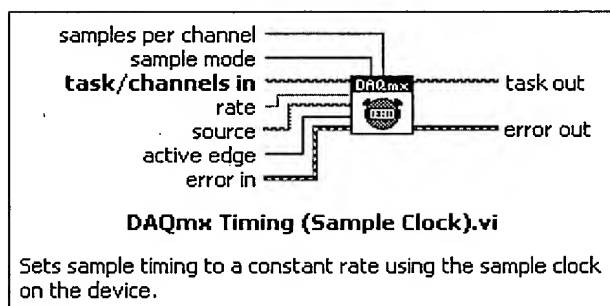 samples per channel
sample mode
task/channels in
rate
source
active edge
error in
DAQmx
task out
error out
DAQmx Timing (Sample Clock).vi
Sets sample timing to a constant rate using the sample clock
on the device.